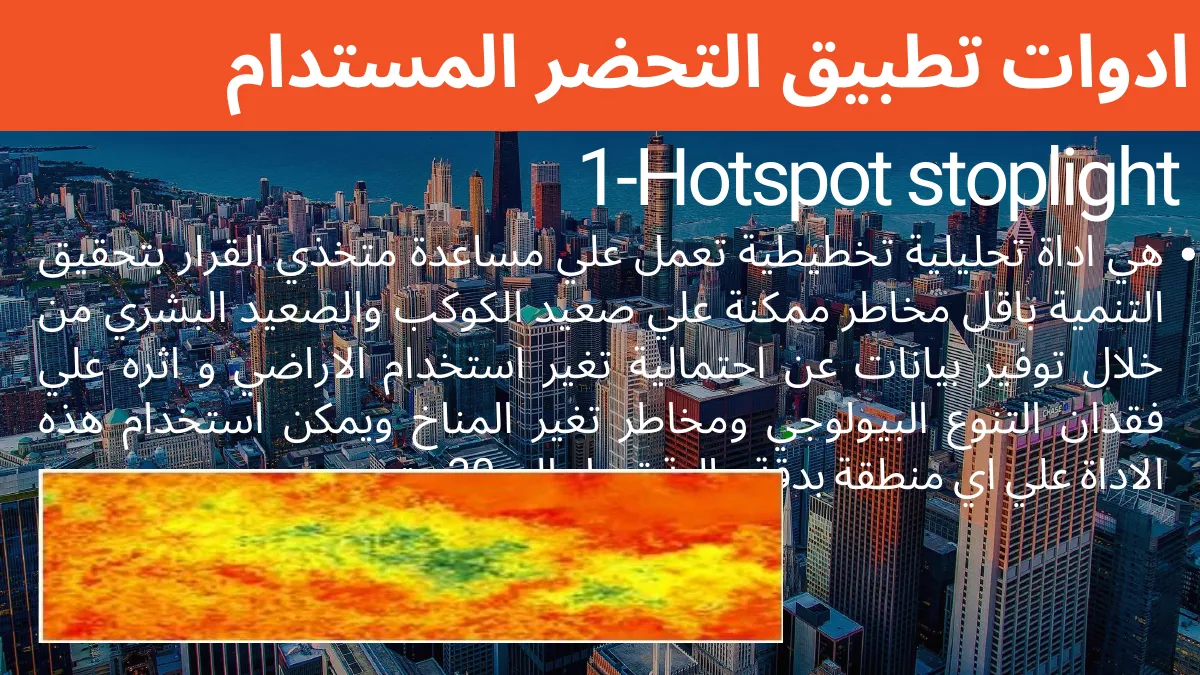 ادوات تطبيق التحضر المستدام
1-Hotspot stoplight
• هي اداة تحليلية تخطيطية تعمل علي مساعدة متخذي القرار بتحقيق
التنمية باقل مخاطر ممكنة علي صعيد الكوكب والصعيد البشري من
خلال توفير بيانات عن احتمالية تغير استخدام الاراضي و اثره علي
فقدان التنوع البيولوجي ومخاطر تغير المناخ ويمكن استخدام هذه
الاداة علي اي منطقة
CHASE